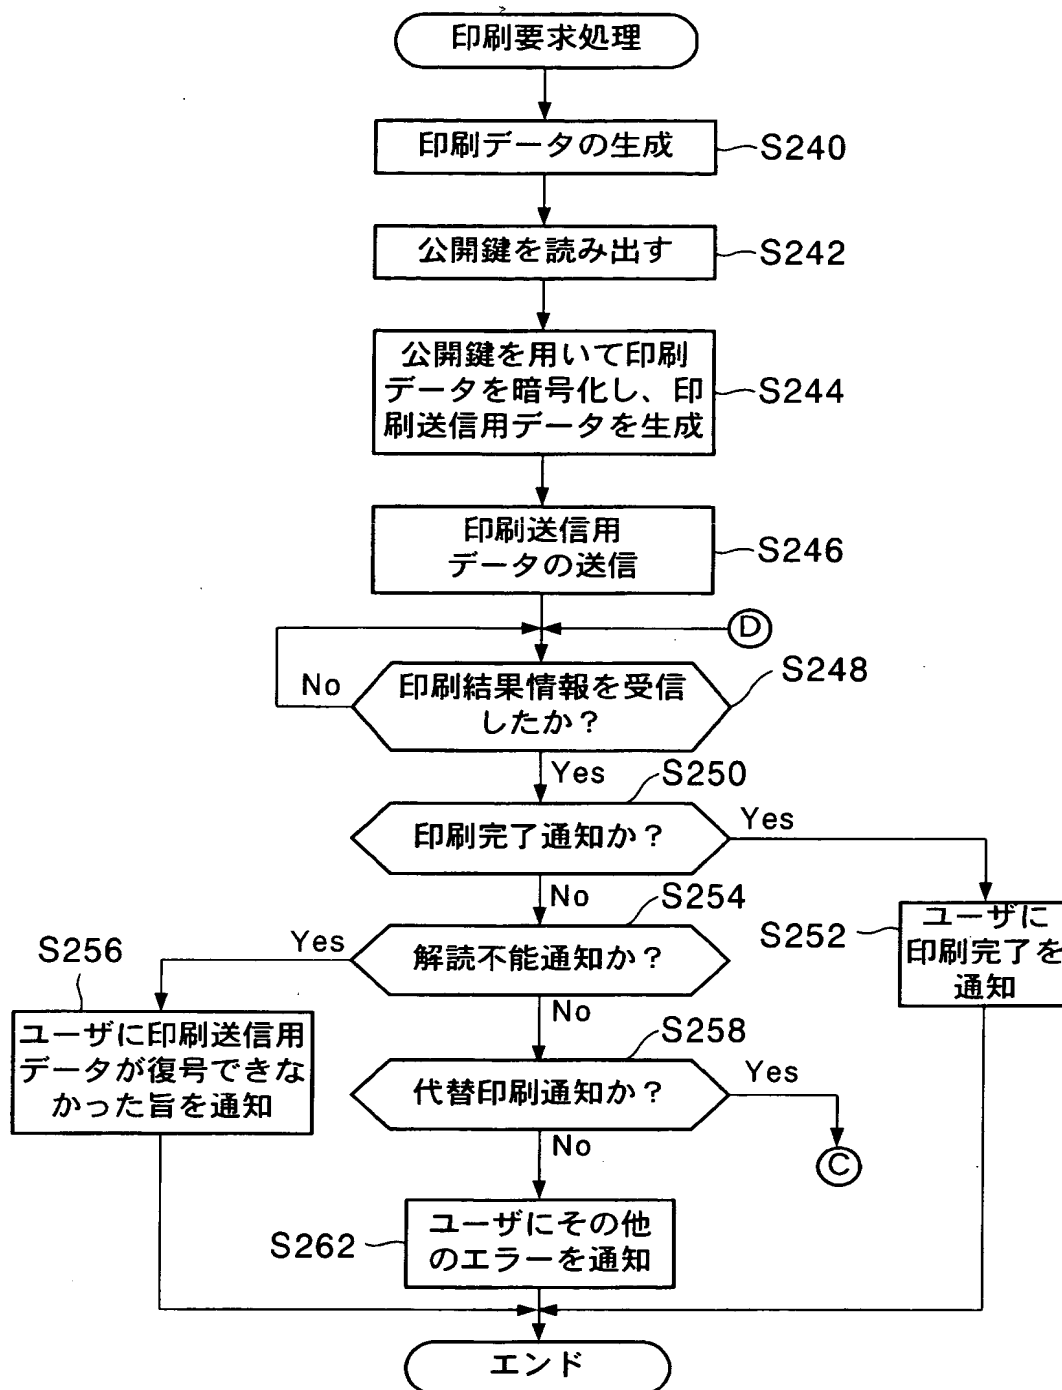 印刷要求処理
印刷データの生成
S240
公開鍵を読み出す
S242
公開鍵を用いて印刷
データを暗号化し、印
刷送信用データを生成
S244
印刷送信用
データの送信
S246
D
No
印刷結果情報を受信
したか？
S248
Yes
S250
印刷完了通知か？
Yes
No
S254
S252
ユーザに
印刷完了を
通知
S256
Yes
解読不能通知か？
No
S258
ユーザに印刷送信用
データが復号できな
かった旨を通知
代替印刷通知か？
Yes
C
No
S262
ユーザにその他
のエラーを通知
エンド